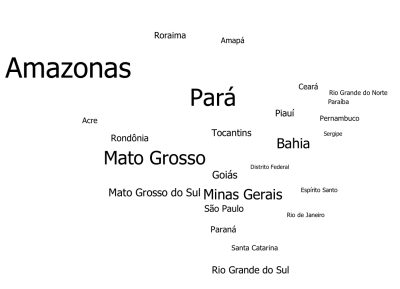 Roraima
Amapá
Amazonas
Ceará
Pará
Rio Grande do Norte
Paraíba
Piauí
Pernambuco
Acre
Tocantins
Sergipe
Rondônia
Bahia
Mato Grosso
Distrito Federal
Goiás
Espírito Santo
Mato Grosso do Sul
Minas Gerais
São Paulo
Rio de Janeiro
Paraná
Santa Catarina
Rio Grande do Sul